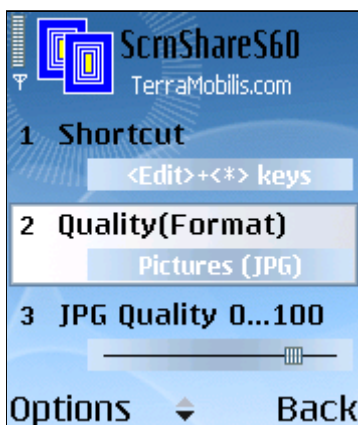 ScrnShareS60
TerraMobilis.com
1 Shortcut
<Edit>+<*> keys
2 Quality(Format)
Pictures (JPG)
3 JPG Quality 0...100
Options Back